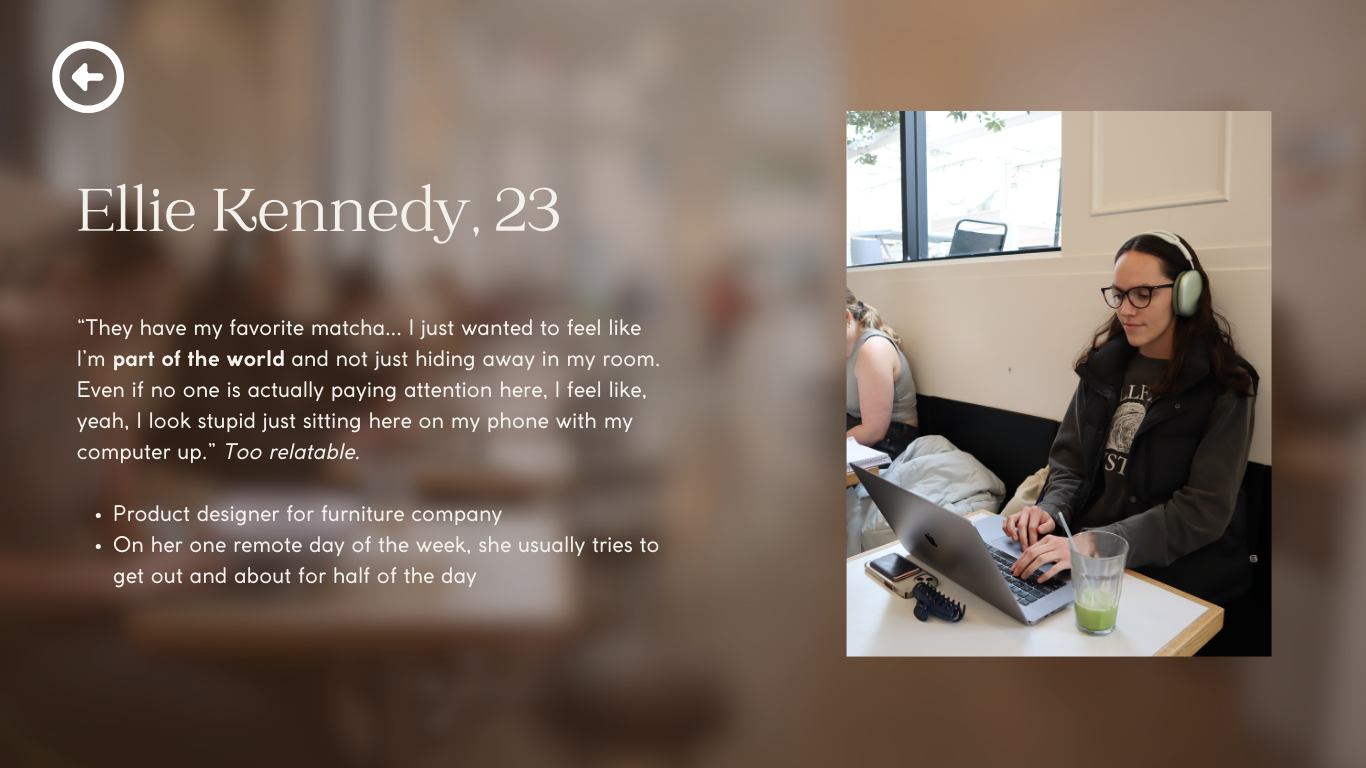 Ellie Kennedy, 23
“They have my favorite matcha... I just wanted to feel like
I’m part of the world and not just hiding away in my room.
Even if no one is actually paying attention here, I feel like,
yeah, I look stupid just sitting here on my phone with my
computer up.” Too relatable.
• Product designer for furniture company
• On her one remote day of the week, she usually tries to
get out and about for half of the day